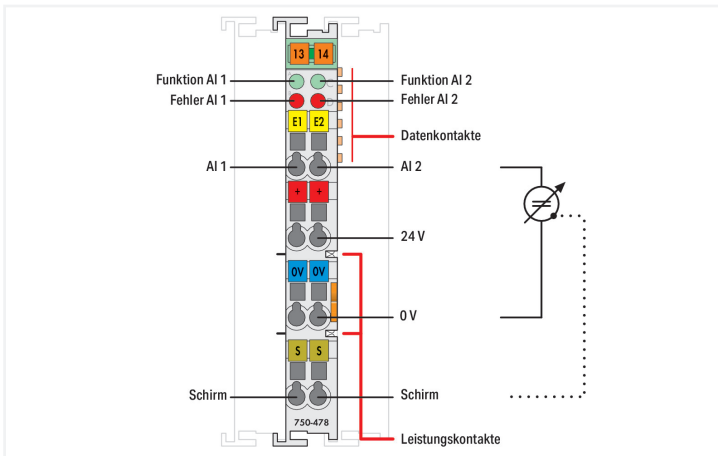 13 14
Funktion AI 1
Funktion AI 2
Fehler AI 1
Fehler AI 2
E1 E2
Datenkontakte
AI 1
AI 2
+ +
24 V
0V 0V
0 V
S S
Schirm
Schirm
750-478
Leistungskontakte